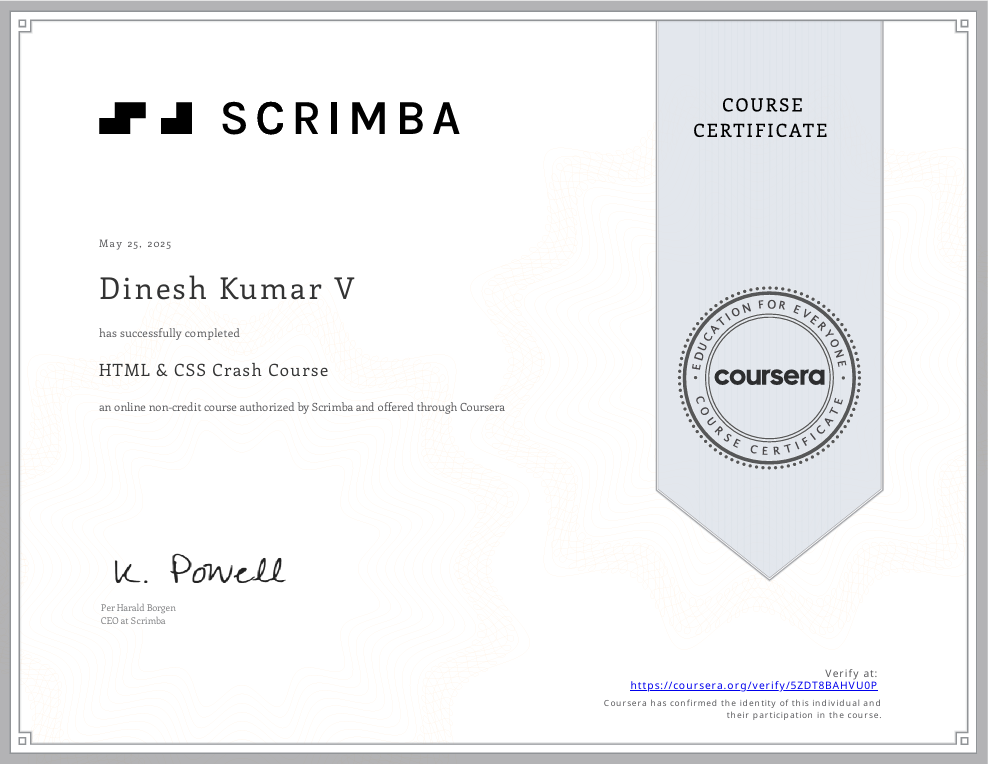 SCRIMBA
COURSE
CERTIFICATE
May 25, 2025
Dinesh Kumar V
has successfully completed
HTML & CSS Crash Course
an online non-credit course authorized by Scrimba and offered through Coursera
EDUCATION FOR EVERYONE
coursera
COURSE CERTIFICATE
K. Powell
Per Harald Borgen
CEO at Scrimba
Verify at:
https://coursera.org/verify/5ZDT8BAHVU0P
Coursera has confirmed the identity of this individual and
their participation in the course.